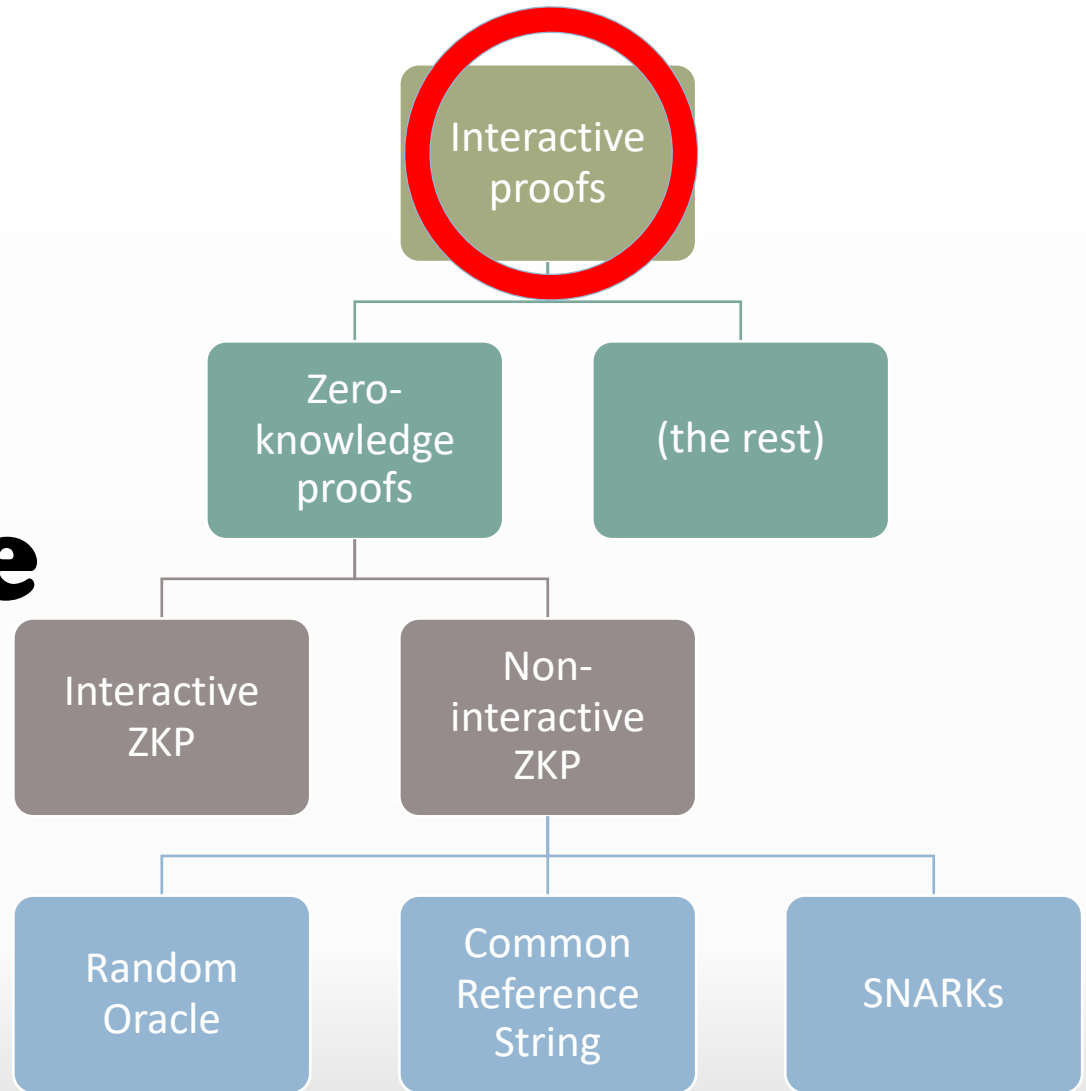 Interactive
proofs
Zero-
knowledge
proofs
(the rest)
e
Interactive
ZKP
Non-
interactive
ZKP
Random
Oracle
Common
Reference
String
SNARKs